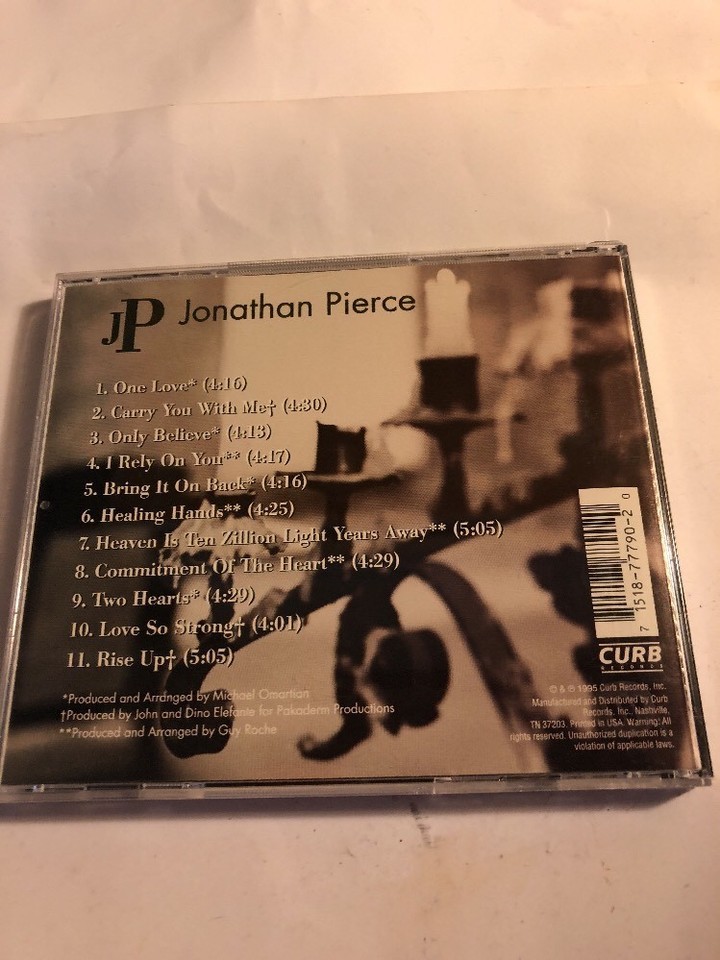 JP Jonathan Pierce
1. One Love* (4:16)
2. Carry You With Me† (4:30)
3. Only Believe* (4:13)
4. I Rely On You** (4:17)
5. Bring It On Back* (4:16)
6. Healing Hands** (4:25)
7. Heaven Is Ten Zillion Light Years Away** (5:05)
8. Commitment Of The Heart** (4:29)
9. Two Hearts* (4:29)
10. Love So Strong† (4:01)
11. Rise Up† (5:05)
*Produced and Arranged by Michael Omartian
†Produced by John and Dino Elefante for Pakaderm Productions
**Produced and Arranged by Guy Roche
7 1518-77790-2 0
CURB
RECORDS
© & ℗ 1995 Curb Records, Inc.
Manufactured and Distributed by Curb
Records, Inc., Nashville,
TN 37203. Printed in USA. Warning: All
rights reserved. Unauthorized duplication is a
violation of applicable laws.